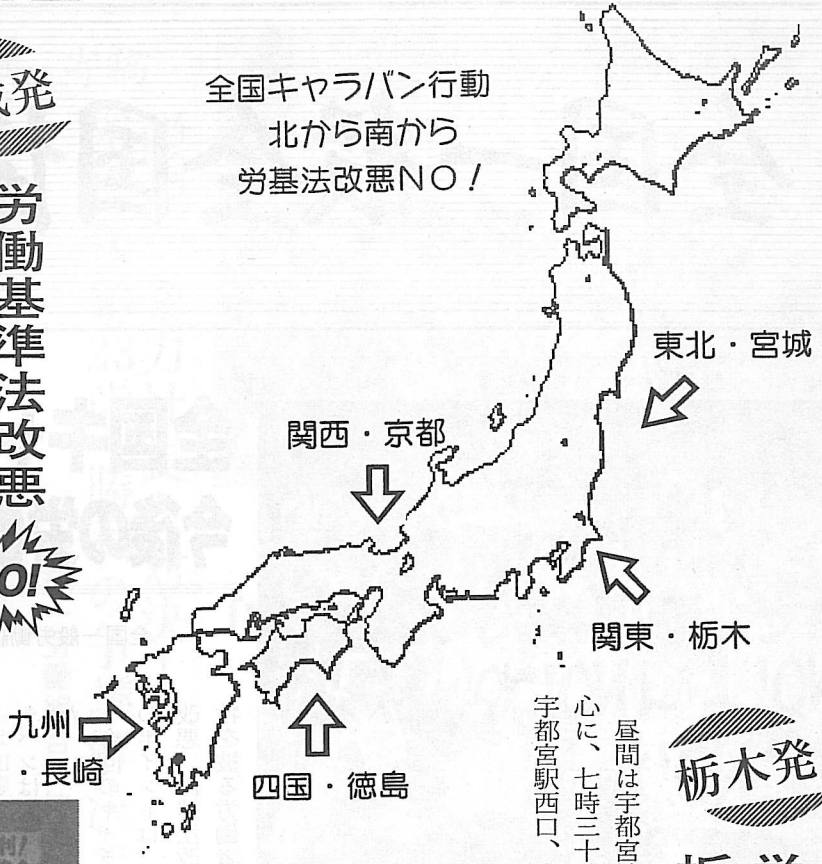 全国キャラバン行動
北から南から
労基法改悪NO!
発
労働基準法改悪
NO!
東北・宮城
関西・京都
関東・栃木
九州
・長崎
四国・徳島
栃木発
昼間は宇都宮
心に、七時三十
宇都宮駅西口、